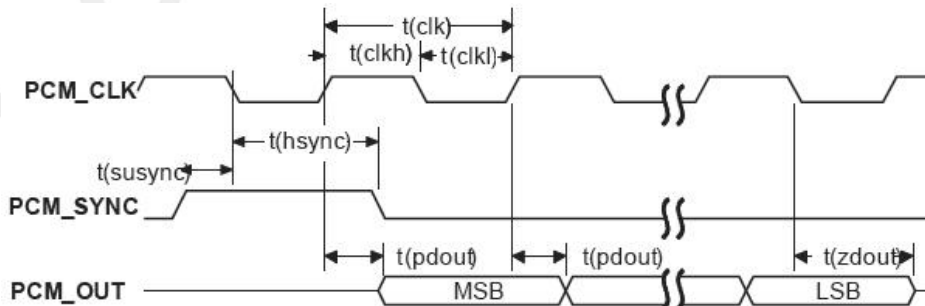 t(clk)
t(clkh) t(clkl)
PCM_CLK
t(hsync)
t(susync)
PCM_SYNC
t(pdout) t(pdout) t(zdout)
PCM_OUT MSB LSB